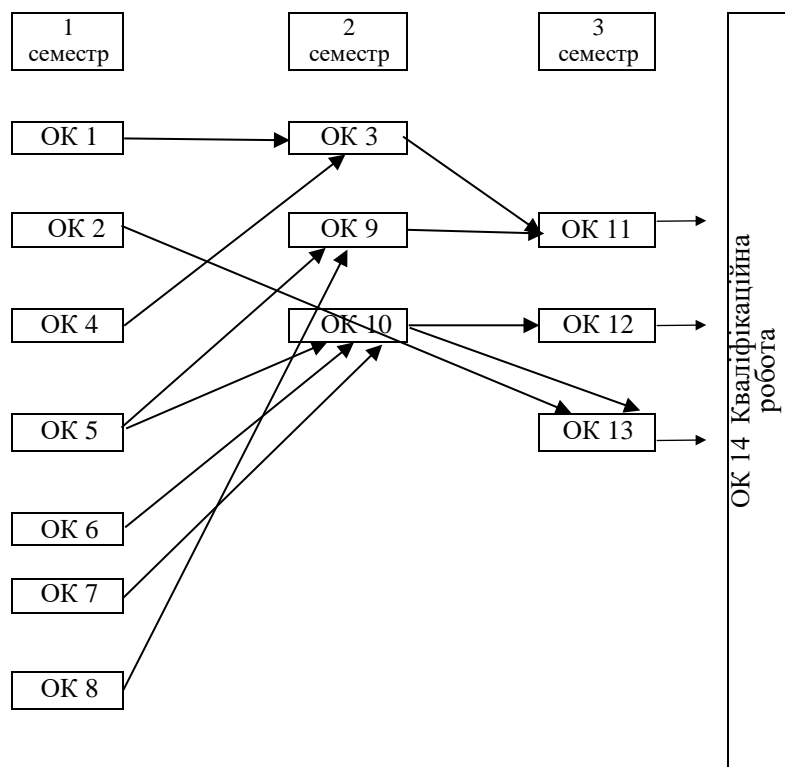 1
семестр
2
семестр
3
семестр
ОК 1
ОК 3
ОК 2
ОК 9
ОК 11
ОК 4
ОК 10
ОК 12
ОК 5
ОК 13
ОК 6
ОК 7
ОК 8
ОК 14 Кваліфікаційна
робота